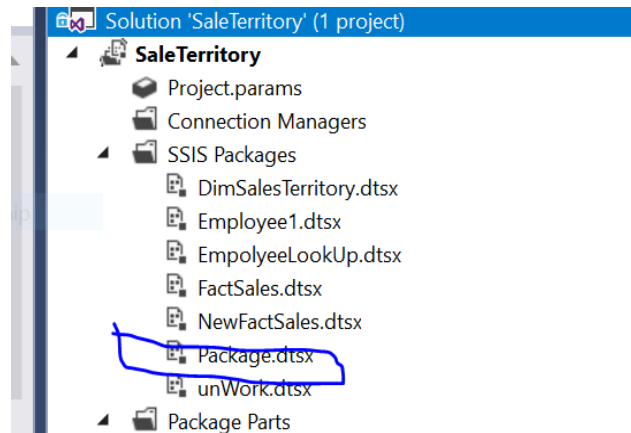 Solution 'SaleTerritory' (1 project)
SaleTerritory
Project.params
Connection Managers
SSIS Packages
DimSalesTerritory.dtsx
Employee1.dtsx
EmpolyeeLookUp.dtsx
FactSales.dtsx
NewFactSales.dtsx
Package.dtsx
unWork.dtsx
Package Parts